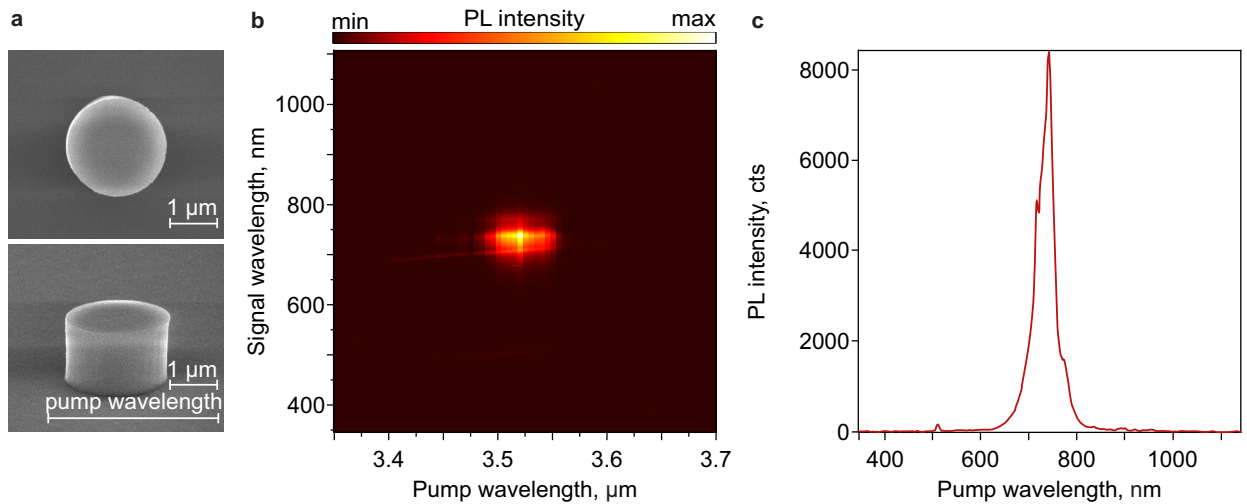 a
1 µm
1 µm
pump wavelength
b
min PL intensity max
Signal wavelength, nm
1000
800
600
400
3.4 3.5 3.6 3.7
Pump wavelength, µm
c
PL intensity, cts
8000
6000
4000
2000
0
400 600 800 1000
Pump wavelength, nm